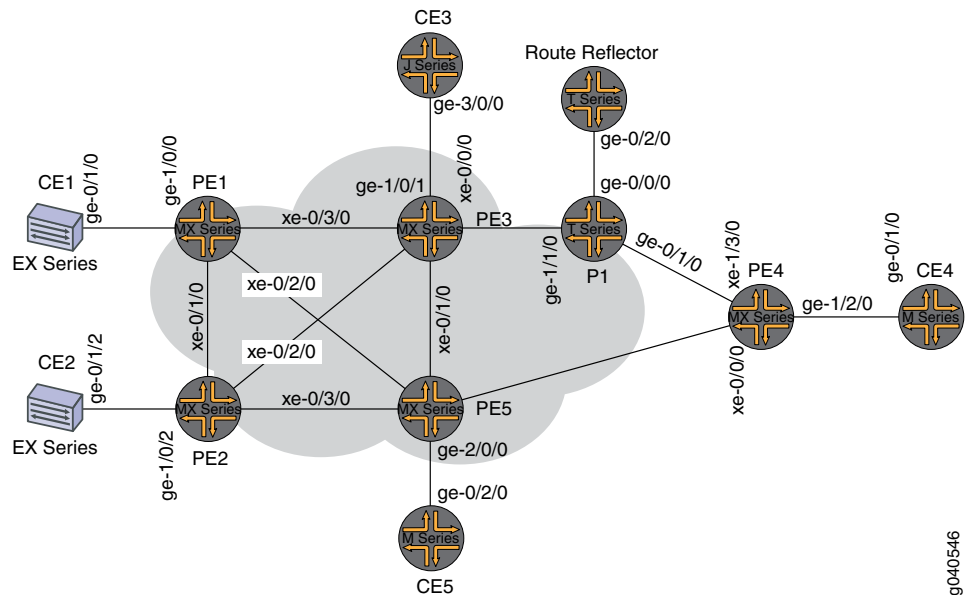 CE3
J Series
ge-3/0/0
Route Reflector
T Series
ge-0/2/0
ge-0/0/0
CE1
ge-0/1/0
EX Series
ge-1/0/0
PE1
MX Series
xe-0/3/0
ge-1/0/1
xe-0/0/0
MX Series
PE3
T Series
P1
ge-1/1/0
ge-0/1/0
xe-1/3/0
PE4
MX Series
xe-0/0/0
ge-1/2/0
ge-0/1/0
CE4
M Series
xe-0/2/0
xe-0/1/0
xe-0/2/0
xe-0/1/0
CE2
ge-0/1/2
EX Series
MX Series
PE2
ge-1/0/2
xe-0/3/0
MX Series
PE5
ge-2/0/0
ge-0/2/0
M Series
CE5
g040546